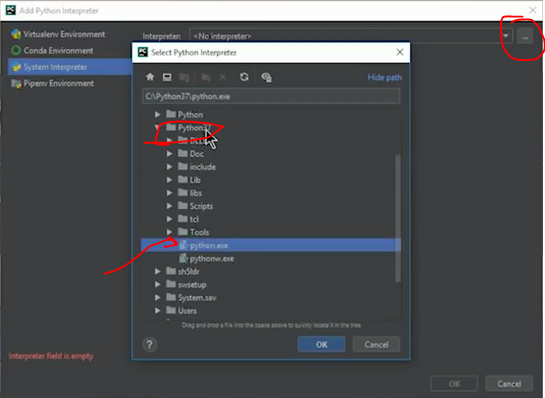 Add Python Interpreter
Virtualenv Environment
Conda Environment
System Interpreter
Pipenv Environment
Interpreter: <No interpreter>
...
Select Python Interpreter
Hide path
C:\Python37\python.exe
Python
Python37
DLLs
Doc
include
Lib
libs
Scripts
tcl
Tools
python.exe
pythonw.exe
sh5ldr
swsetup
System.sav
Users
Drag and drop a file into the space above to quickly locate it in the tree
? OK Cancel
Interpreter field is empty
OK Cancel